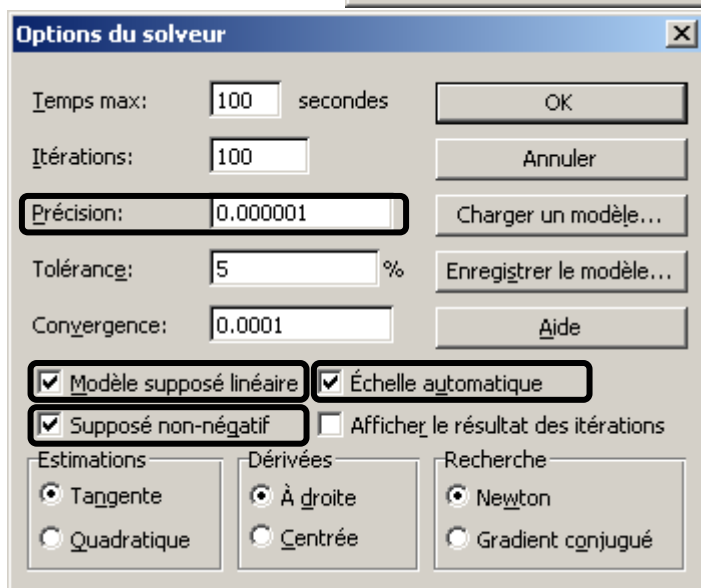 Options du solveur
Temps max: 100 secondes OK
Itérations: 100 Annuler
Précision: 0.000001 Charger un modèle...
Tolérance: 5 % Enregistrer le modèle...
Convergence: 0.0001 Aide
Modèle supposé linéaire Échelle automatique
Supposé non-négatif Afficher le résultat des itérations
Estimations Dérivées Recherche
Tangente À droite Newton
Quadratique Centrée Gradient conjugué